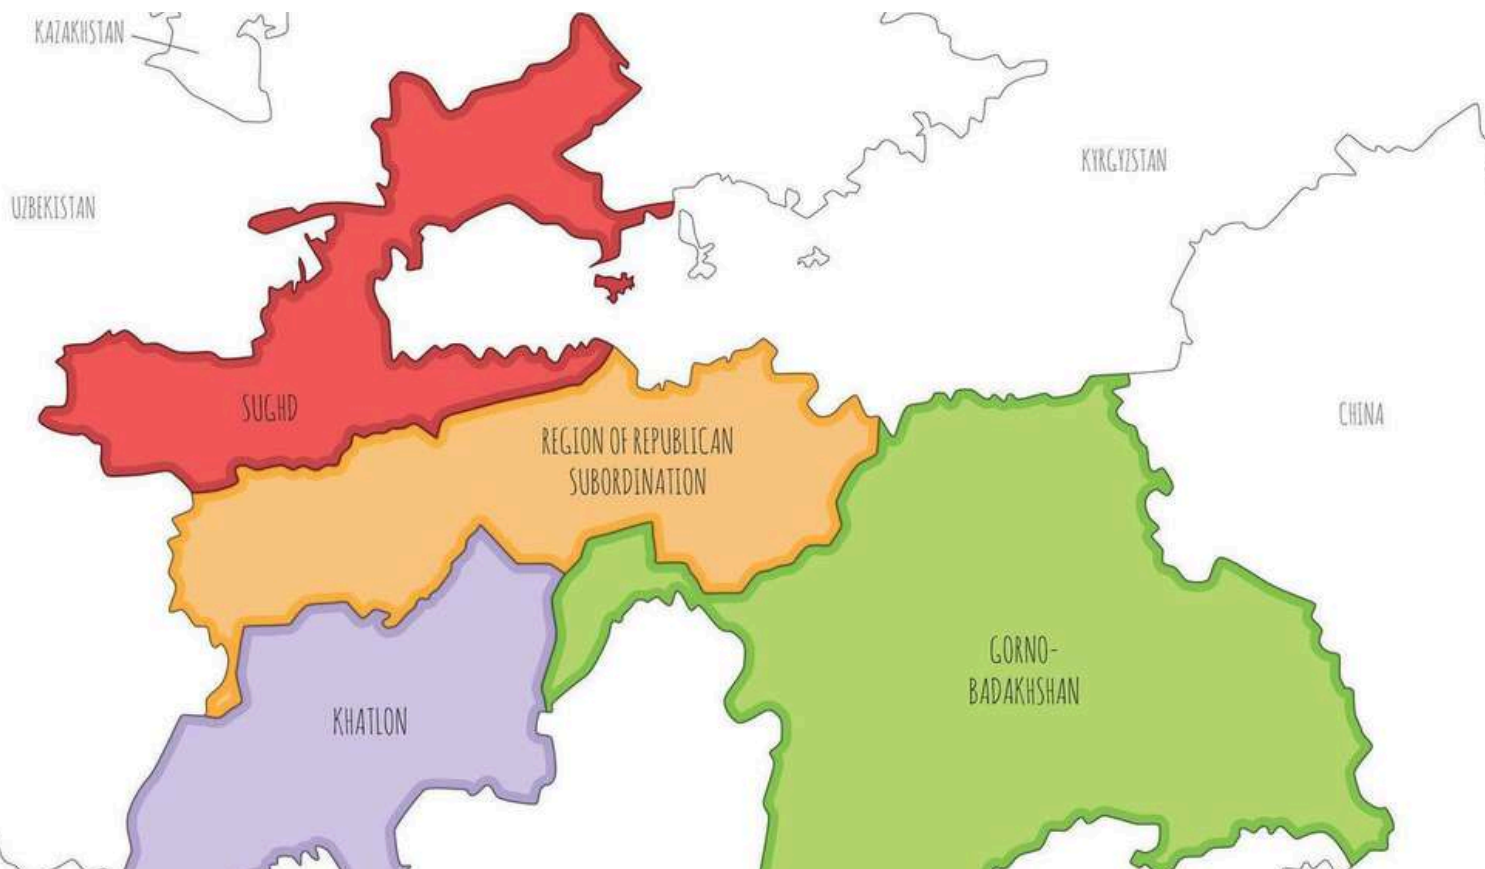 KAZAKHSTAN
KYRGYZSTAN
UZBEKISTAN
SUGHD
CHINA
REGION OF REPUBLICAN
SUBORDINATION
GORNO-
BADAKHSHAN
KHATLON